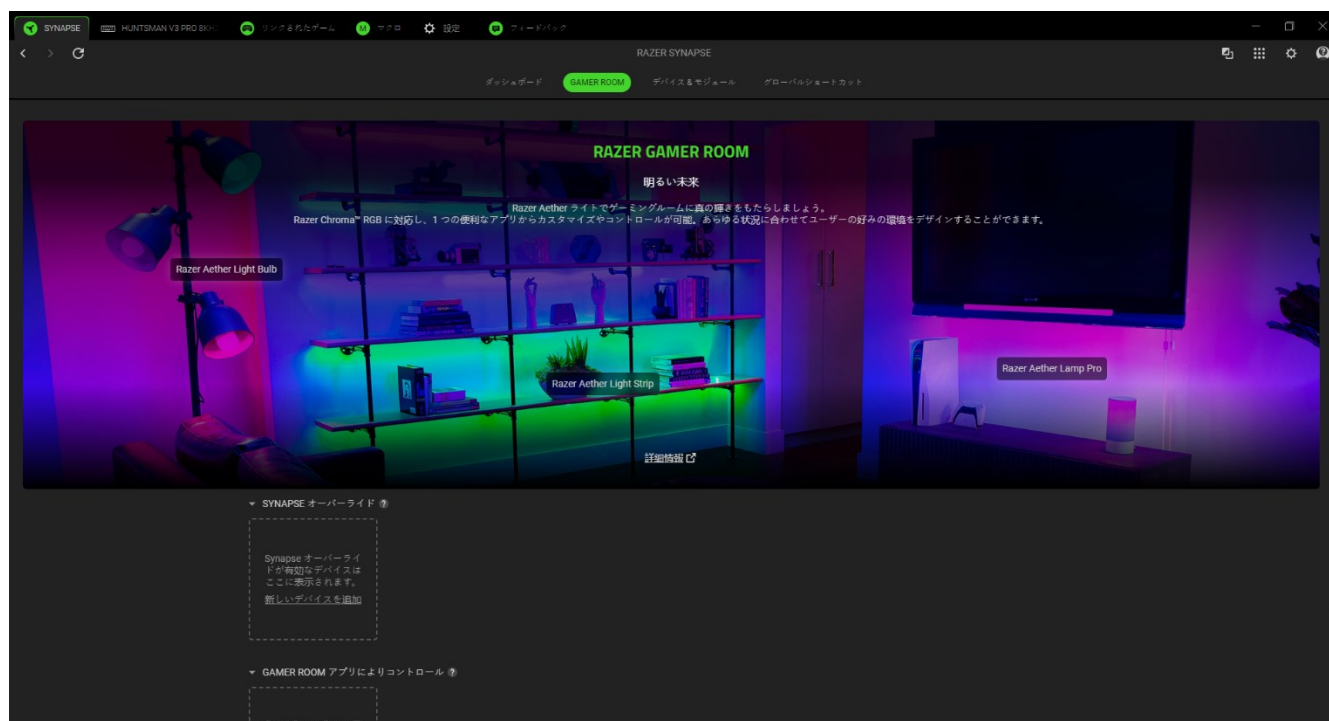 SYNAPSE
HUNTSMAN V3 PRO 8KHZ
リンクされたゲーム
マクロ
設定
フィードバック
RAZER SYNAPSE
ダッシュボード
GAMER ROOM
デバイス＆モジュール
グローバルショートカット
RAZER GAMER ROOM
明るい未来
Razer Aether ライトでゲーミングルームに真の輝きをもたらしましょう。
Razer Chroma™ RGB に対応し、1 つの便利なアプリからカスタマイズやコントロールが可能。あらゆる状況に合わせてユーザーの好みの環境をデザインすることができます。
Razer Aether Light Bulb
Razer Aether Lamp Pro
Razer Aether Light Strip
詳細情報
SYNAPSE オーバーライド ?
Synapse オーバーライ
ドが有効なデバイスは
ここに表示されます。
新しいデバイスを追加
GAMER ROOM アプリによりコントロール ?